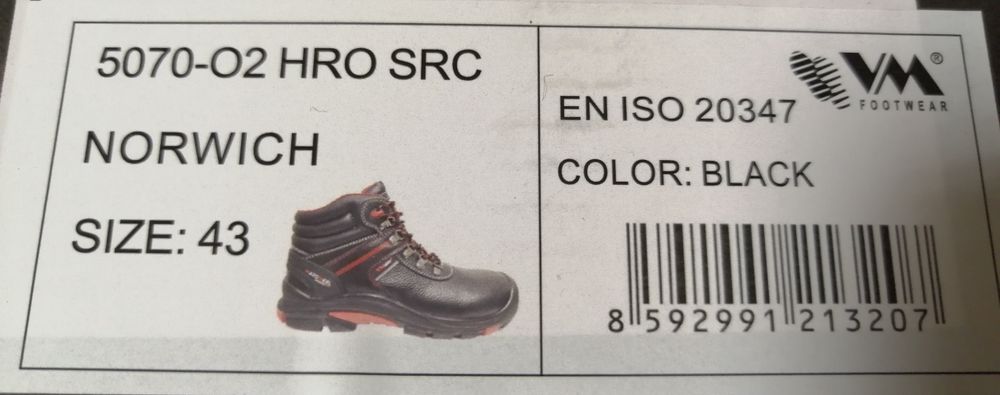 5070-O2 HRO SRC
NORWICH
SIZE: 43
VM®
FOOTWEAR
EN ISO 20347
COLOR: BLACK
8 592991 213207